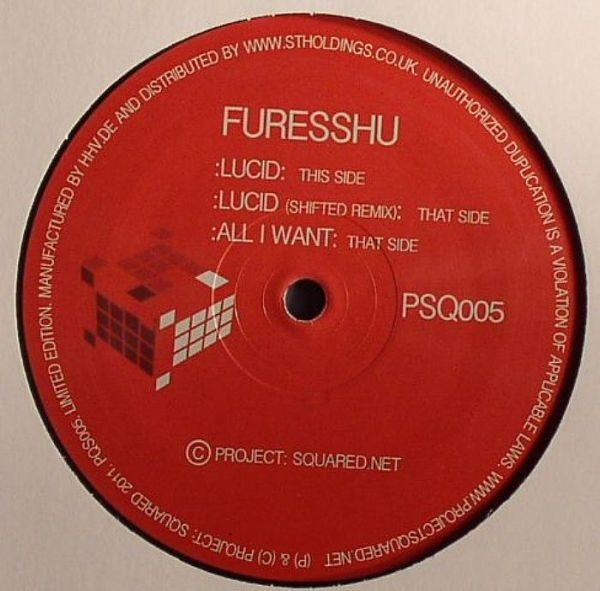 FURESSHU
:LUCID: THIS SIDE
:LUCID (SHIFTED REMIX): THAT SIDE
:ALL I WANT: THAT SIDE
PSQ005
© PROJECT: SQUARED.NET
(P) & (C) PROJECT: SQUARED 2011. PQS005. LIMITED EDITION. MANUFACTURED BY HHV.DE AND DISTRIBUTED BY WWW.STHOLDINGS.CO.UK. UNAUTHORIZED DUPLICATION IS A VIOLATION OF APPLICABLE LAWS. WWW.PROJECTSQUARED.NET